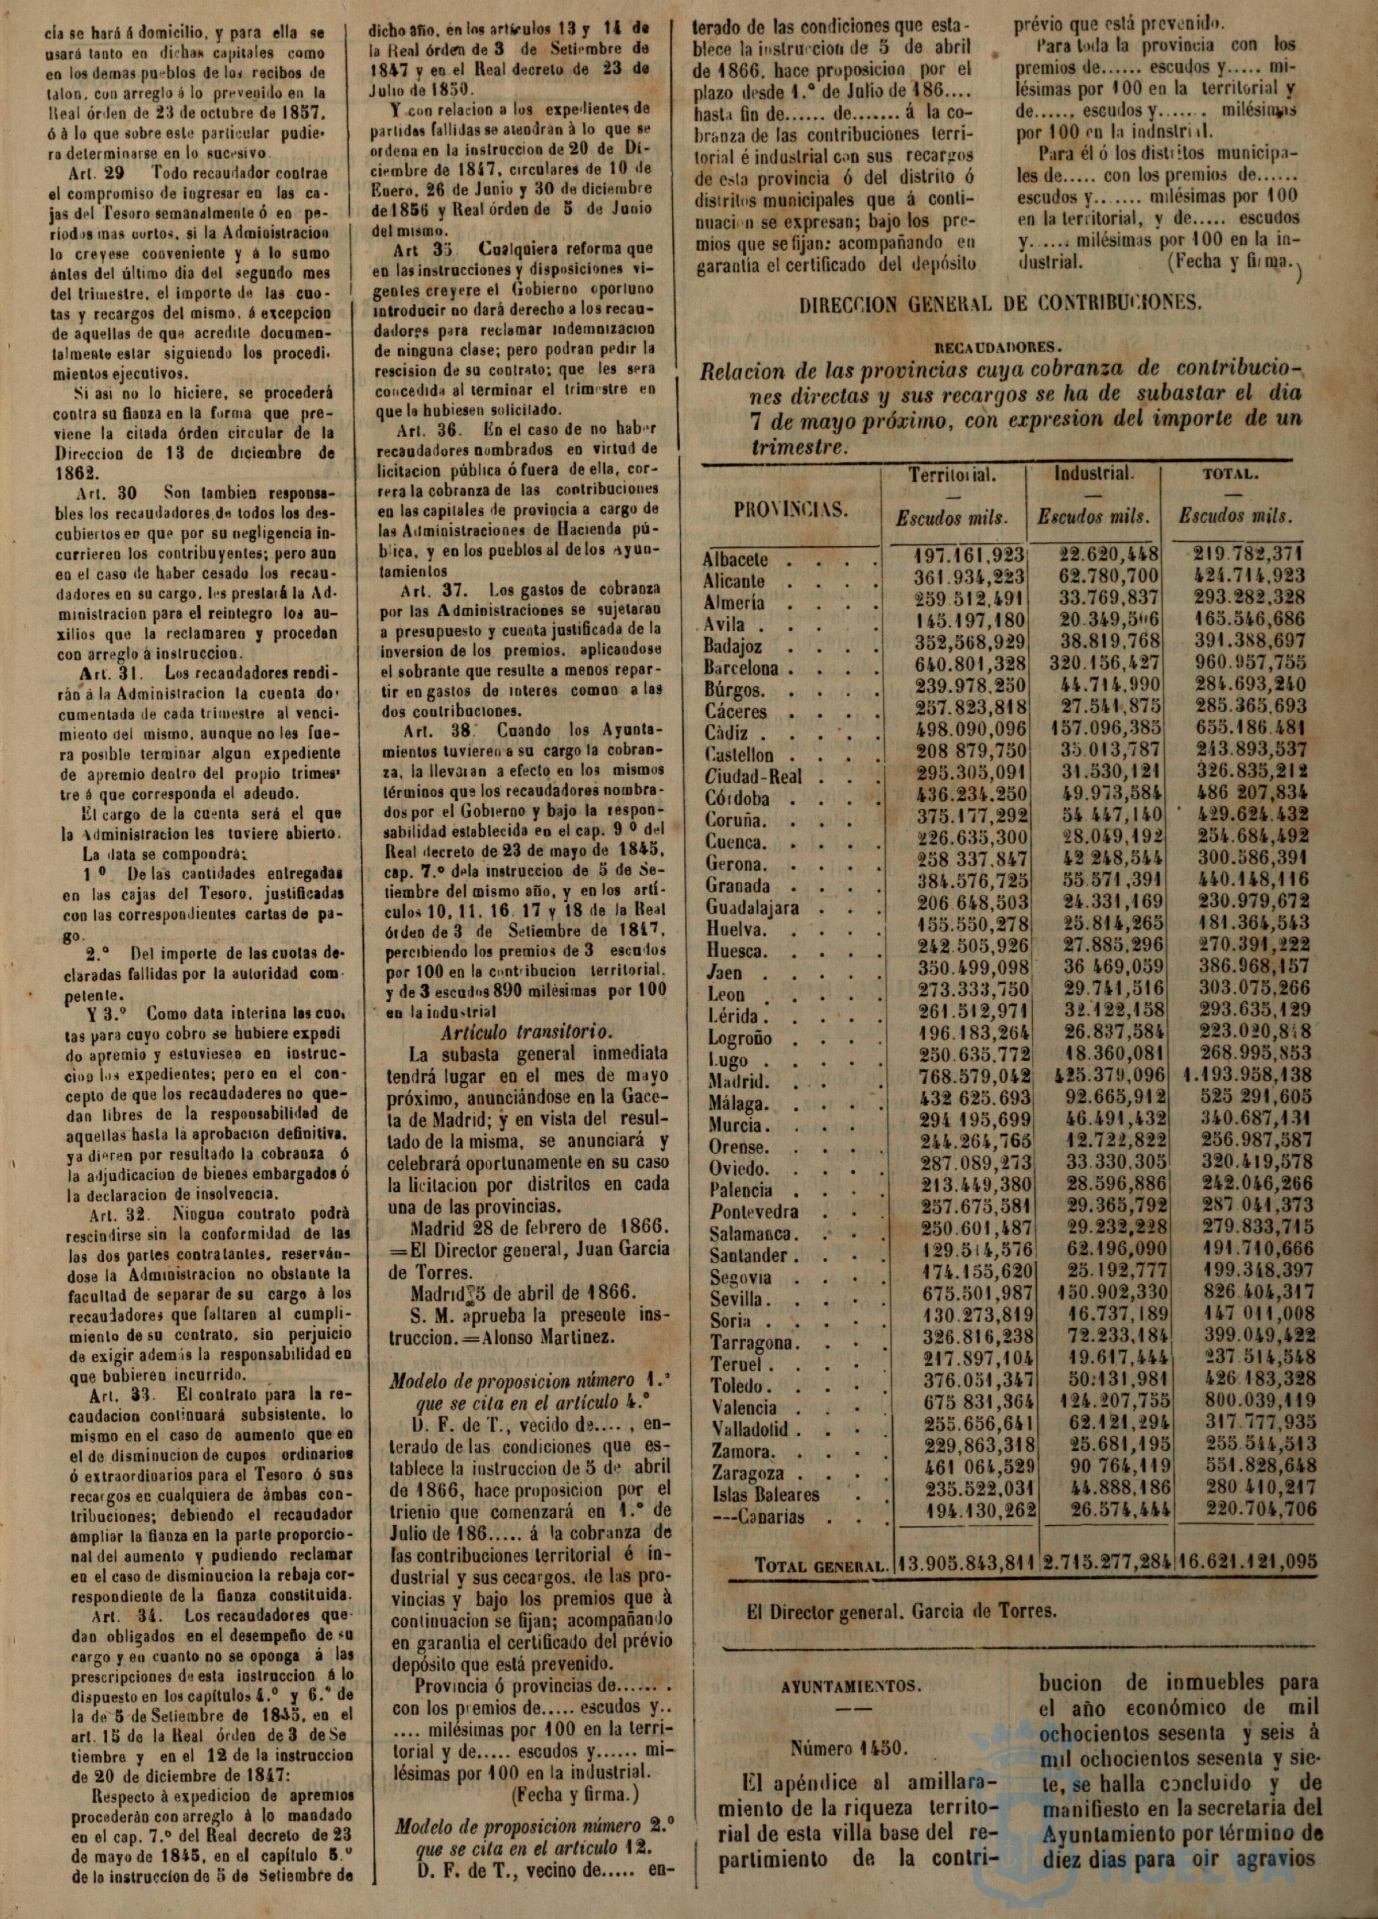 cía se hará á domicilio, y para ella se
usará tanto en dichas capitales como
en los demas pueblos de los recibos de
talon, con arreglo á lo prevenido en la
Real órden de 23 de octubre de 1857,
ó á lo que sobre este particular pudie-
ra determinarse en lo sucesivo.
Art. 29 Todo recaudador contrae
el compromiso de ingresar en las ca-
jas del Tesoro semanalmente ó en pe-
riodos mas cortos, si la Administracion
lo creyese conveniente y á lo sumo
ántes del último dia del segundo mes
del trimestre, el importe de las cuo-
tas y recargos del mismo, á excepcion
de aquellas de que acredite documen-
talmente estar siguiendo los procedi-
mientos ejecutivos.
Si asi no lo hiciere, se procederá
contra su fianza en la forma que pre-
viene la citada órden circular de la
Direccion de 13 de diciembre de
1862.
Art. 30 Son tambien responsa-
bles los recaudadores de todos los des-
cubiertos en que por su negligencia in-
currieren los contribuyentes; pero aun
en el caso de haber cesado los recau-
dadores en su cargo, les prestará la Ad-
ministracion para el reintegro los au-
xilios que la reclamaren y procedan
con arreglo á instruccion.
Art. 31. Los recaudadores rendi-
rán á la Administracion la cuenta do-
cumentada de cada trimestre al venci-
miento del mismo, aunque no les fue-
ra posible terminar algun expediente
de apremio dentro del propio trimes-
tre á que corresponda el adeudo.
El cargo de la cuenta será el que
la Administracion les tuviere abierto.
La data se compondrá:
1 º De las cantidades entregadas
en las cajas del Tesoro, justificadas
con las correspondientes cartas de pa-
go.
2.º Del importe de las cuotas de-
claradas fallidas por la autoridad com-
petente.
Y 3.º Como data interina las cuo-
tas para cuyo cobro se hubiere expedi
do apremio y estuviesen en instruc-
cion los expedientes; pero en el con-
cepto de que los recaudaderes no que-
dan libres de la responsabilidad de
aquellas hasta la aprobacion definitiva,
ya dieren por resultado la cobranza ó
la adjudicacion de bienes embargados ó
la declaracion de insolvencia.
Art. 32. Ningun contrato podrà
rescindirse sin la conformidad de las
las dos partes contratantes, reserván-
dose la Administracion no obstante la
facultad de separar de su cargo á los
recaudadores que faltaren al cumpli-
miento de su contrato, sin perjuicio
de exigir además la responsabilidad en
que hubieren incurrido.
Art. 33. El contrato para la re-
caudacion continuará subsistente, lo
mismo en el caso de aumento que en
el de disminucion de cupos ordinarios
ó extraordinarios para el Tesoro ó sus
recargos en cualquiera de ámbas con-
tribuciones; debiendo el recaudador
ampliar la fianza en la parte proporcio-
nal del aumento y pudiendo reclamar
en el caso de disminucion la rebaja cor-
respondiente de la fianza constituida.
Art. 34. Los recaudadores que-
dan obligados en el desempeño de su
cargo y en cuanto no se oponga á las
prescripciones de esta instruccion á lo
dispuesto en los capítulos 4.º y 6.º de
la de 5 de Setiembre de 1845, en el
art. 15 de la Real órden de 3 de Se
tiembre y en el 12 de la instruccion
de 20 de diciembre de 1847:
Respecto à expedicion de apremios
procederán con arreglo á lo mandado
en el cap. 7.º del Real decreto de 23
de mayo de 1845, en el capítulo 5.º
de la instruccion de 5 de Setiembre de
dicho año, en los artículos 13 y 14 de
la Real órden de 3 de Setiembre de
1847 y en el Real decreto de 23 de
Julio de 1850.
Y con relacion a los expedientes de
partidas fallidas se atendrán à lo que se
ordena en la instruccion de 20 de Di-
ciembre de 1847, circulares de 10 de
Enero, 26 de Junio y 30 de diciembre
de 1856 y Real órden de 5 de Junio
del mismo.
Art 35 Cualquiera reforma que
en las instrucciones y disposiciones vi-
gentes creyere el Gobierno oportuno
introducir no dará derecho a los recau-
dadores para reclamar indemnizacion
de ninguna clase; pero podran pedir la
rescision de su contrato; que les sera
concedida al terminar el trimestre en
que la hubiesen solicilado.
Art. 36. En el caso de no haber
recaudadores nombrados en virtud de
licitacion pública ó fuera de ella, cor-
rera la cobranza de las contribuciones
en las capitales de provincia a cargo de
las Administraciones de Hacienda pú-
blica, y en los pueblos al de los Ayun-
tamientos
Art. 37. Los gastos de cobranza
por las Administraciones se sujetaran
a presupuesto y cuenta justificada de la
inversion de los premios, aplicandose
el sobrante que resulte a menos repar-
tir en gastos de interes comun a las
dos contribuciones.
Art. 38. Cuando los Ayunta-
mientos tuvieren a su cargo la cobran-
za, la llevaran a efecto en los mismos
términos que los recaudadores nombra-
dos por el Gobierno y bajo la respon-
sabilidad establecida en el cap. 9 º del
Real decreto de 23 de mayo de 1845,
cap. 7.º dela instruccion de 5 de Se-
tiembre del mismo año, y en los artí-
culos 10, 11, 16, 17 y 18 de la Real
órden de 3 de Setiembre de 1847,
percibiendo los premios de 3 escudos
por 100 en la contribucion territorial,
y de 3 escudos 890 milésimas por 100
en la industrial
Artículo transitorio.
La subasta general inmediata
tendrá lugar en el mes de mayo
próximo, anunciándose en la Gace-
ta de Madrid; y en vista del resul-
tado de la misma, se anunciará y
celebrará oportunamente en su caso
la licitacion por distritos en cada
una de las provincias.
Madrid 28 de febrero de 1866.
=El Director general, Juan Garcia
de Torres.
Madrid 5 de abril de 1866.
S. M. aprueba la presente ins-
truccion.=Alonso Martinez.
Modelo de proposicion número 1.º
que se cita en el artículo 4.º
D. F. de T., vecido de.... , en-
terado de las condiciones que es-
tablece la instruccion de 5 de abril
de 1866, hace proposicion por el
trienio que comenzará en 1.º de
Julio de 186..... á la cobranza de
las contribuciones territorial é in-
dustrial y sus cecargos, de las pro-
vincias y bajo los premios que à
continuacion se fijan; acompañando
en garantía el certificado del prévio
depósito que está prevenido.
Provincia ó provincias de.......
con los premios de..... escudos y..
.... milésimas por 100 en la terri-
torial y de..... escudos y...... mi-
lésimas por 100 en la industrial.
(Fecha y firma.)
Modelo de proposicion número 2.º
que se cita en el articulo 12.
D. F. de T., vecino de..... en-
terado de las condiciones que esta-
blece la instruccion de 5 de abril
de 1866, hace proposicion por el
plazo desde 1.º de Julio de 186....
hasta fin de...... de........ á la co-
branza de las contribuciones terri-
torial é industrial con sus recargos
de esta provincia ó del distrito ó
distritos municipales que á conti-
nuacion se expresan; bajo los pre-
mios que se fijan: acompañando en
garantia el certificado del depósito
prévio que está prevenido.
Para toda la provincia con los
premios de...... escudos y..... mi-
lésimas por 100 en la territorial y
de...... escudos y....... milésimas
por 100 en la indnstrial.
Para él ó los distritos municipa-
les de..... con los premios de......
escudos y....... milésimas por 100
en la territorial, y de..... escudos
y...... milésimas por 100 en la in-
dustrial. (Fecha y firma.)
DIRECCION GENERAL DE CONTRIBUCIONES.
RECAUDADORES.
Relacion de las provincias cuya cobranza de contribucio-
nes directas y sus recargos se ha de subastar el dia
7 de mayo próximo, con expresion del importe de un
trimestre.
PROVINCIAS. Territorial. Industrial. TOTAL.
Escudos mils. Escudos mils. Escudos mils.
Albacete . . . . 197.161,923 22.620,448 219.782,371
Alicante . . . . 361.934,223 62.780,700 424.714,923
Almería . . . . 259.512,491 33.769,837 293.282,328
Avila . . . . 145.197,180 20.349,506 165.546,686
Badajoz . . . . 352,568,929 38.819,768 391.388,697
Barcelona . . . . 640.801,328 320.156,427 960.957,755
Búrgos. . . . . 239.978,250 44.714,990 284.693,240
Cáceres . . . . 257.823,818 27.541,875 285.365,693
Cádiz . . . . . 498.090,096 157.096,385 655.186,481
Castellon . . . . 208 879,750 35.013,787 243.893,537
Ciudad-Real . . . 295.305,091 31.530,121 326.835,212
Córdoba . . . . 436.234,250 49.973,584 486 207,834
Coruña. . . . . 375.177,292 54 447,140 429.624,432
Cuenca. . . . . 226.635,300 28.049,192 254.684,492
Gerona. . . . . 258 337,847 42 248,544 300.586,391
Granada . . . . 384.576,725 55.571,391 440.148,116
Guadalajara . . . 206.648,503 24.331,169 230.979,672
Huelva. . . . . 155.550,278 25.814,265 181.364,543
Huesca. . . . . 242.505,926 27.885,296 270.391,222
Jaen . . . . . 350.499,098 36 469,059 386.968,157
Leon . . . . . 273.333,750 29.741,516 303.075,266
Lérida. . . . . 261.512,971 32.122,158 293.635,129
Logroño . . . . 196.183,264 26.837,584 223.020,848
Lugo . . . . . 250.635,772 18.360,081 268.995,853
Madrid. . . . . 768.579,042 425.379,096 1.193.958,138
Málaga. . . . . 432 625,693 92.665,912 525 291,605
Murcia. . . . . 294 195,699 46.491,432 340.687,131
Orense. . . . . 244.264,765 12.722,822 256.987,587
Oviedo. . . . . 287.089,273 33.330,305 320.419,578
Palencia . . . . 213.449,380 28.596,886 242.046,266
Pontevedra . . . 257.675,581 29.365,792 287 041,373
Salamanca. . . . 250.601,487 29.232,228 279.833,715
Santander . . . . 129.514,576 62.196,090 191.710,666
Segovia . . . . 174.155,620 25.192,777 199.348,397
Sevilla. . . . . 675.501,987 150.902,330 826.404,317
Soria . . . . . 130.273,819 16.737,189 147 011,008
Tarragona. . . . 326.816,238 72.233,184 399.049,422
Teruel . . . . . 217.897,104 19.617,444 237.514,548
Toledo. . . . . 376.051,347 50:131,981 426 183,328
Valencia . . . . 675 831,364 124.207,755 800.039,119
Valladolid . . . . 255.656,641 62.121,294 317.777,935
Zamora. . . . . 229,863,318 25.681,195 255.544,513
Zaragoza . . . . 461 064,529 90 764,119 551.828,648
Islas Baleares . . 235.522,031 44.888,186 280 410,217
---Canarias . . . 194.130,262 26.574,444 220.704,706
TOTAL GENERAL. 13.905.843,811 2.715.277,284 16.621.121,095
El Director general. Garcia de Torres.
AYUNTAMIENTOS.
Número 1450.
El apéndice al amillara-
miento de la riqueza territo-
rial de esta villa base del re-
partimiento de la contri-
bucion de inmuebles para
el año económico de mil
ochocientos sesenta y seis à
mil ochocientos sesenta y sie-
te, se halla concluido y de
manifiesto en la secretaria del
Ayuntamiento por término de
diez dias para oir agravios
HUELVA